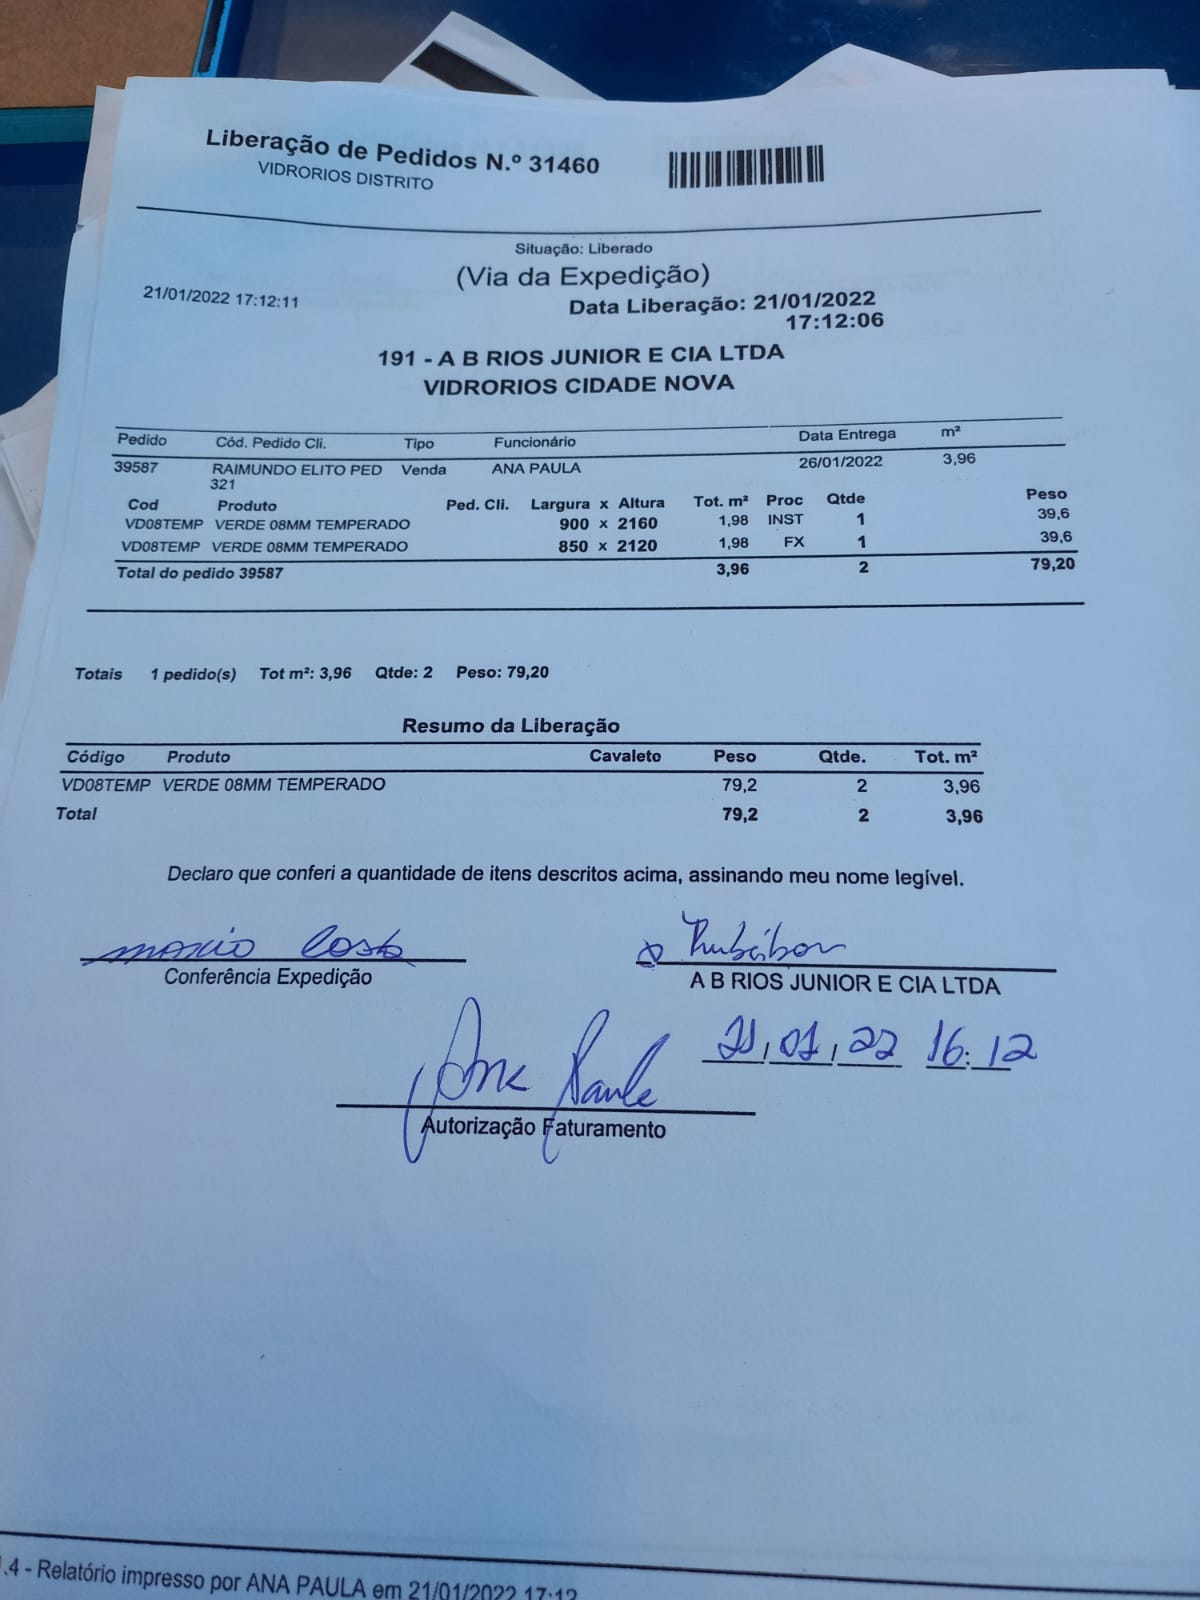 Liberação de Pedidos N.º 31460
VIDRORIOS DISTRITO
Situação: Liberado
(Via da Expedição)
21/01/2022 17:12:11
Data Liberação: 21/01/2022
17:12:06
191 - A B RIOS JUNIOR E CIA LTDA
VIDRORIOS CIDADE NOVA
Pedido Cód. Pedido Cli. Tipo Funcionário Data Entrega m²
39587 RAIMUNDO ELITO PED Venda ANA PAULA 26/01/2022 3,96
321
Cod Produto Ped. Cli. Largura x Altura Tot. m² Proc Qtde Peso
VD08TEMP VERDE 08MM TEMPERADO 900 x 2160 1,98 INST 1 39,6
VD08TEMP VERDE 08MM TEMPERADO 850 x 2120 1,98 FX 1 39,6
Total do pedido 39587 3,96 2 79,20
Totais 1 pedido(s) Tot m²: 3,96 Qtde: 2 Peso: 79,20
Resumo da Liberação
Código Produto Cavaleto Peso Qtde. Tot. m²
VD08TEMP VERDE 08MM TEMPERADO 79,2 2 3,96
Total 79,2 2 3,96
Declaro que conferi a quantidade de itens descritos acima, assinando meu nome legível.
marcio Costa
Conferência Expedição
A B RIOS JUNIOR E CIA LTDA
21, 01, 22 16:12
Ana Paula
Autorização Faturamento
.4 - Relatório impresso por ANA PAULA em 21/01/2022 17:12